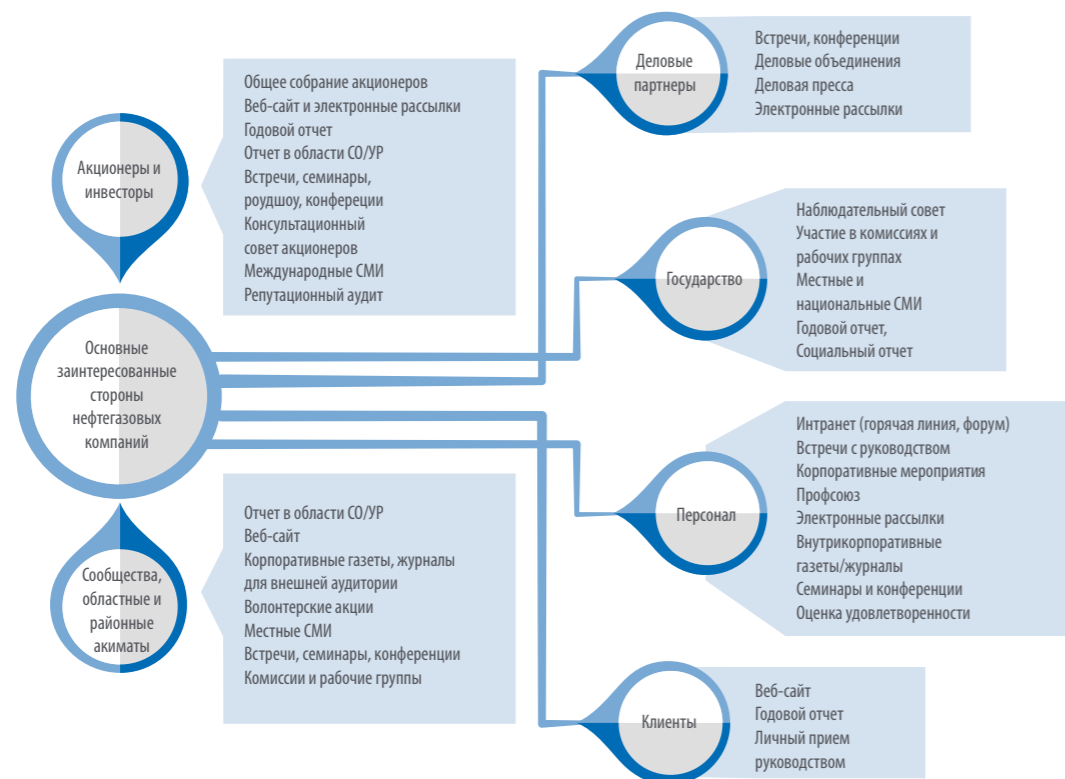 Акционеры и
инвесторы
Общее собрание акционеров
Веб-сайт и электронные рассылки
Годовой отчет
Отчет в области СО/УР
Встречи, семинары,
роудшоу, конфереции
Консультационный
совет акционеров
Международные СМИ
Репутационный аудит
Основные
заинтересованные
стороны
нефтегазовых
компаний
Сообщества,
областные и
районные
акиматы
Отчет в области СО/УР
Веб-сайт
Корпоративные газеты, журналы
для внешней аудитории
Волонтерские акции
Местные СМИ
Встречи, семинары, конференции
Комиссии и рабочие группы
Деловые
партнеры
Встречи, конференции
Деловые объединения
Деловая пресса
Электронные рассылки
Государство
Наблюдательный совет
Участие в комиссиях и
рабочих группах
Местные и
национальные СМИ
Годовой отчет,
Социальный отчет
Персонал
Интранет (горячая линия, форум)
Встречи с руководством
Корпоративные мероприятия
Профсоюз
Электронные рассылки
Внутрикорпоративные
газеты/журналы
Семинары и конференции
Оценка удовлетворенности
Клиенты
Веб-сайт
Годовой отчет
Личный прием
руководством